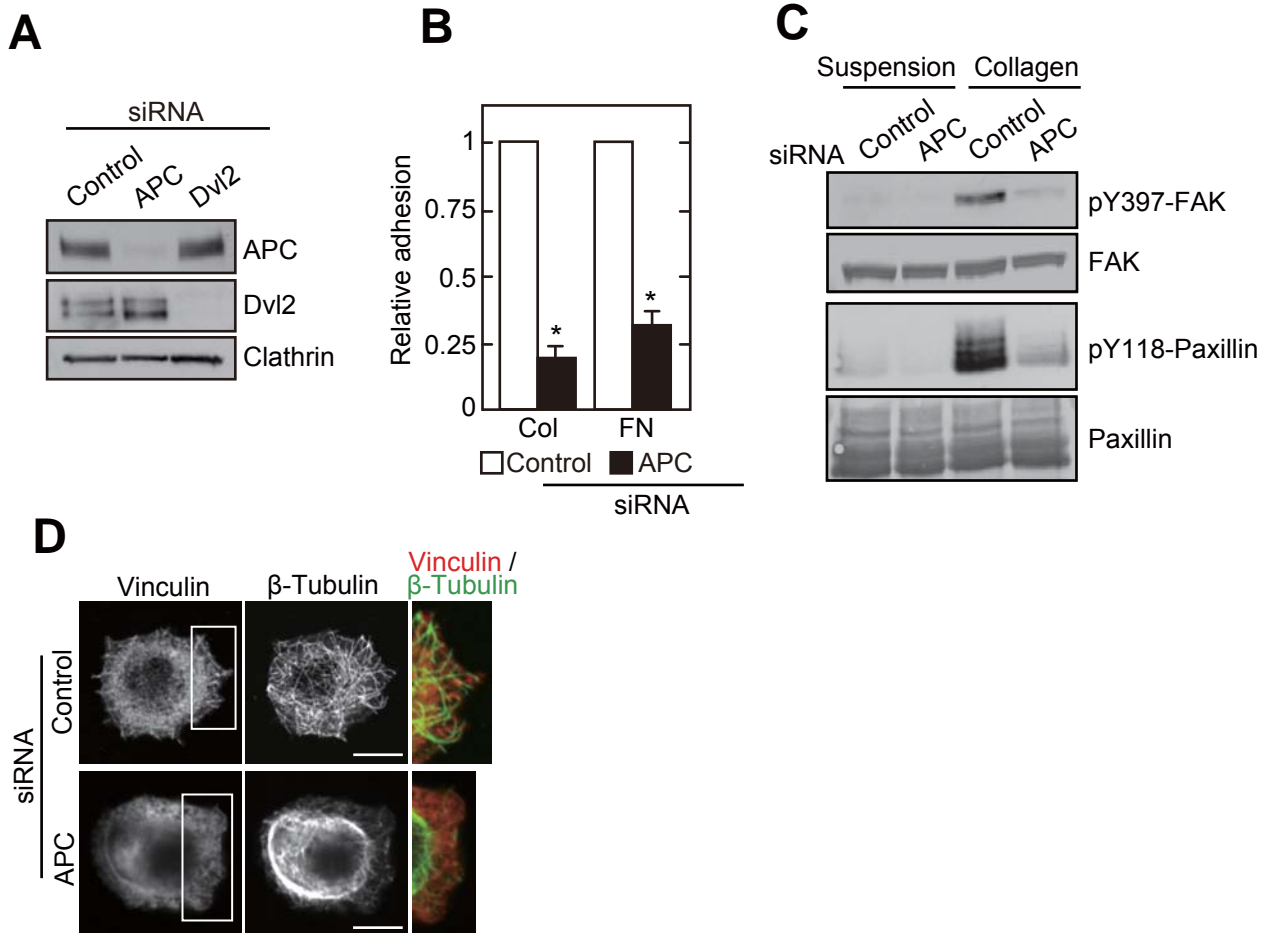 A
siRNA
Control APC Dvl2
APC
Dvl2
Clathrin
B
Relative adhesion
1
0.75
0.5
0.25
0
*
*
Col FN
Control APC
siRNA
C
Suspension Collagen
siRNA Control APC Control APC
pY397-FAK
FAK
pY118-Paxillin
Paxillin
D
Vinculin β-Tubulin Vinculin /
β-Tubulin
siRNA
Control
APC